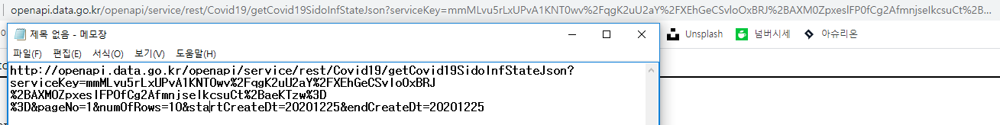 openapi.data.go.kr/openapi/service/rest/Covid19/getCovid19SidoInfStateJson?serviceKey=mmMLvu5rLxUPvA1KNT0wv%2FqgK2uU2aY%2FXEhGeCSvloOxBRJ%2BAXM0ZpxeslFP0fCg2AfmnjseIkcsuCt%2B...
제목 없음 - 메모장
Unsplash
넘버시세
아슈리온
파일(F) 편집(E) 서식(O) 보기(V) 도움말(H)
http://openapi.data.go.kr/openapi/service/rest/Covid19/getCovid19SidoInfStateJson?
serviceKey=mmMLvu5rLxUPvA1KNT0wv%2FqgK2uU2aY%2FXEhGeCSvloOxBRJ
%2BAXM0ZpxeslFP0fCg2AfmnjseIkcsuCt%2BaeKTzw%3D
%3D&pageNo=1&numOfRows=10&startCreateDt=20201225&endCreateDt=20201225